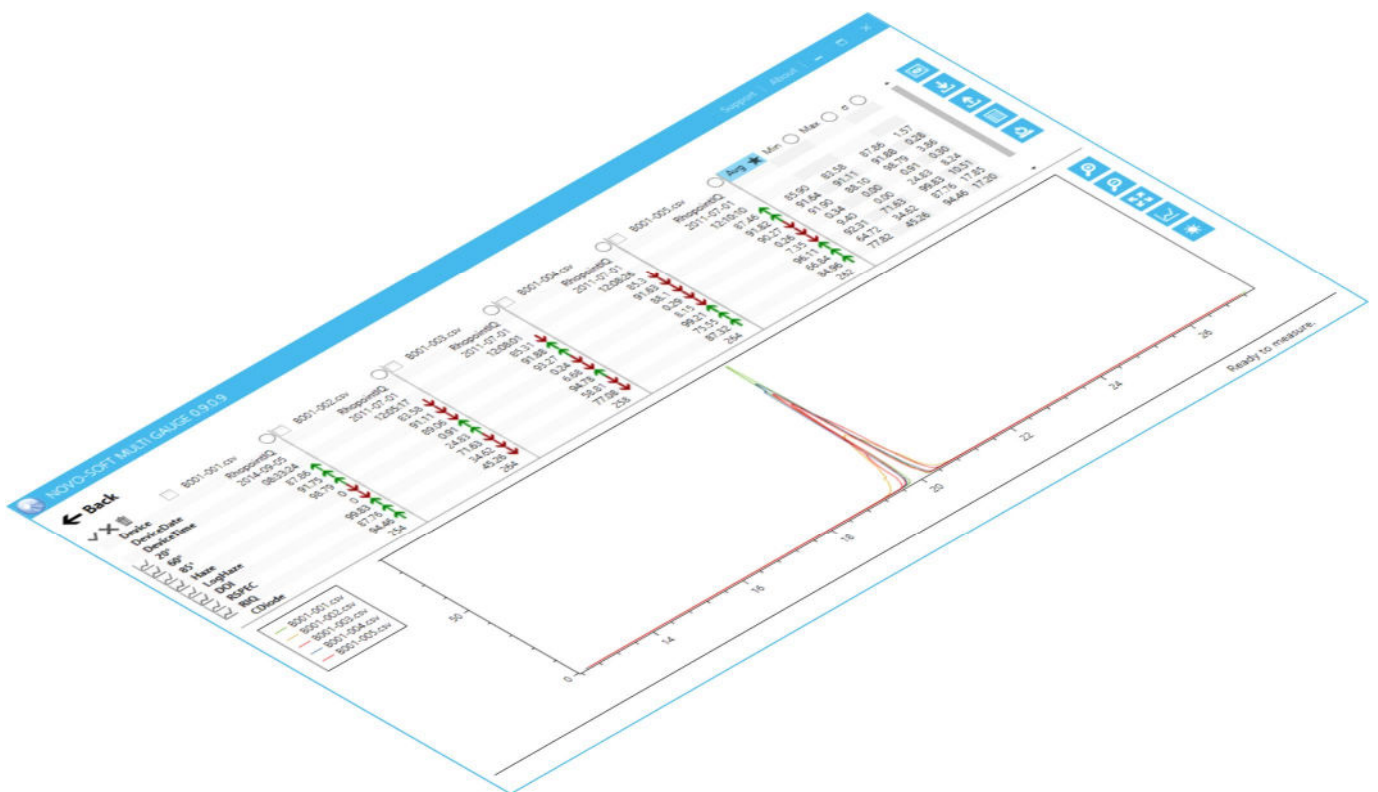 NOVO-SOFT MULTI GAUGE 0.9.0.9 Support About
Back
B001-001.csv B001-002.csv B001-003.csv B001-004.csv B001-005.csv Avg Min Max σ
Device RhopointIQ RhopointIQ RhopointIQ RhopointIQ RhopointIQ
DeviceDate 2014-09-05 2011-07-01 2011-07-01 2011-07-01 2011-07-01
DeviceTime 08:33:24 12:05:17 12:08:01 12:08:26 12:10:10
20° 87.86 83.58 85.31 85.3 87.46 85.90 83.58 87.86 1.57
60° 91.75 91.11 91.88 91.63 91.82 91.64 91.11 91.88 0.28
85° 98.79 89.06 93.27 88.1 90.27 91.90 88.10 98.79 3.86
Haze 0 0.91 0.24 0.29 0.26 0.34 0.00 0.91 0.30
LogHaze 0 24.83 6.68 8.15 7.35 9.40 0.00 24.83 8.24
DOI 99.83 71.63 94.78 99.21 96.11 92.31 71.63 99.83 10.51
RSPEC 87.76 34.62 58.81 75.55 66.84 64.72 34.62 87.76 17.85
RIQ 94.46 45.26 77.08 87.32 84.96 77.82 45.26 94.46 17.20
CDiode 254 264 258 264 262
B001-001.csv
B001-002.csv
B001-003.csv
B001-004.csv
B001-005.csv
50
0
14 16 18 20 22 24 26
Ready to measure.